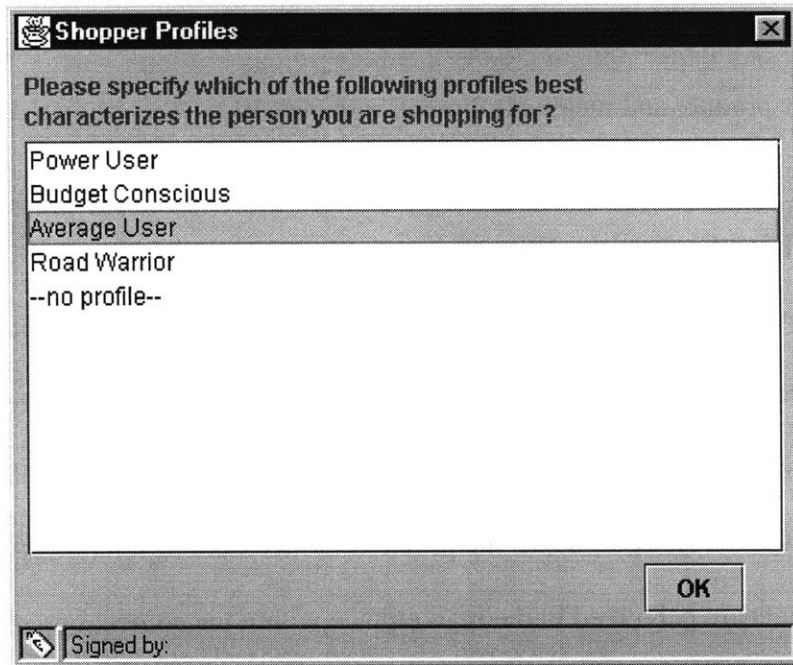 Shopper Profiles
Please specify which of the following profiles best
characterizes the person you are shopping for?
Power User
Budget Conscious
Average User
Road Warrior
--no profile--
OK
Signed by: